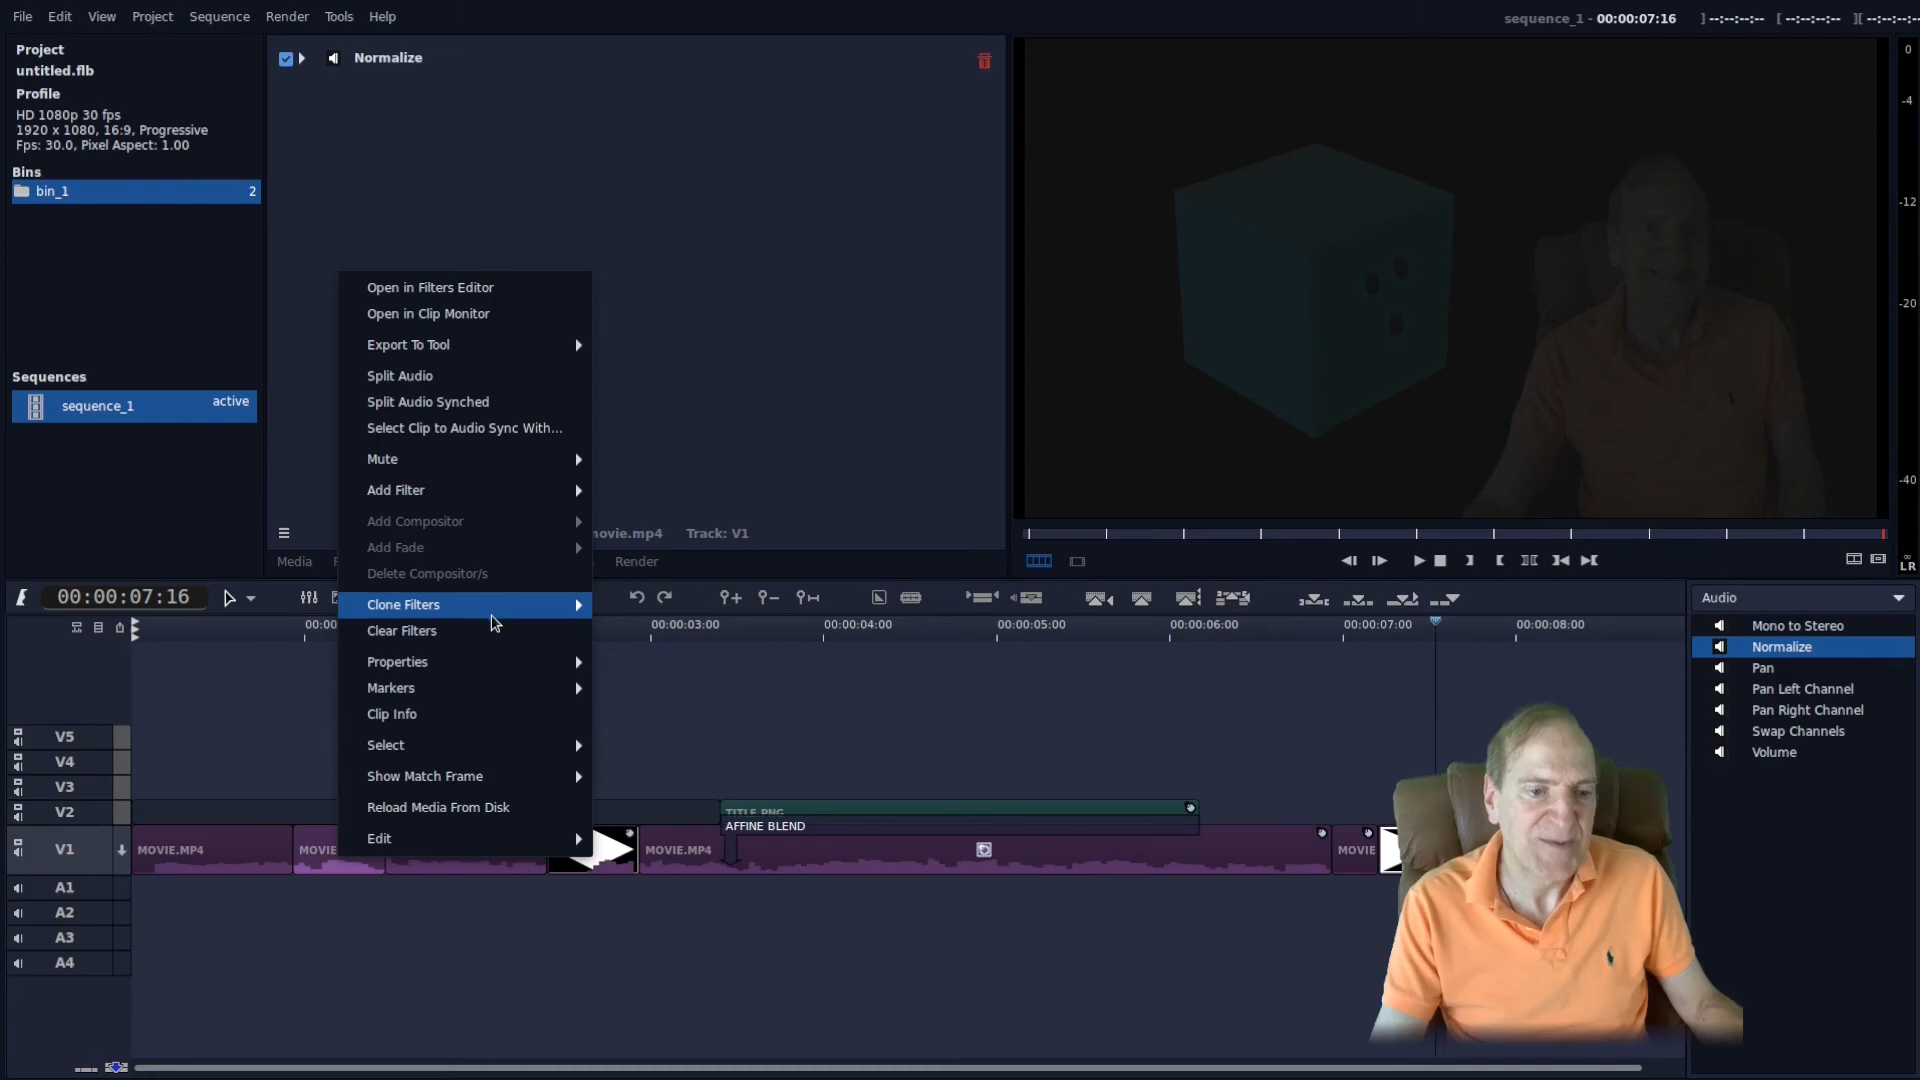 File Edit View Project Sequence Render Tools Help
sequence_1 - 00:00:07:16 ] --:--:--:-- [ --:--:--:-- ][ --:--:--:--
Project
untitled.flb
Profile
HD 1080p 30 fps
1920 x 1080, 16:9, Progressive
Fps: 30.0, Pixel Aspect: 1.00
Bins
bin_1 2
Sequences
sequence_1 active
Normalize
Open in Filters Editor
Open in Clip Monitor
Export To Tool
Split Audio
Split Audio Synched
Select Clip to Audio Sync With...
Mute
Add Filter
Add Compositor
Add Fade
Delete Compositor/s
Clone Filters
Clear Filters
Properties
Markers
Clip Info
Select
Show Match Frame
Reload Media From Disk
Edit
movie.mp4 Track: V1
Media Render
0
-4
-12
-20
-40
∞
LR
00:00:07:16
00:00:03:00 00:00:04:00 00:00:05:00 00:00:06:00 00:00:07:00 00:00:08:00
V5
V4
V3
V2
V1
A1
A2
A3
A4
TITLE.PNG
AFFINE BLEND
MOVIE.MP4 MOVIE MOVIE.MP4 MOVIE
Audio
Mono to Stereo
Normalize
Pan
Pan Left Channel
Pan Right Channel
Swap Channels
Volume